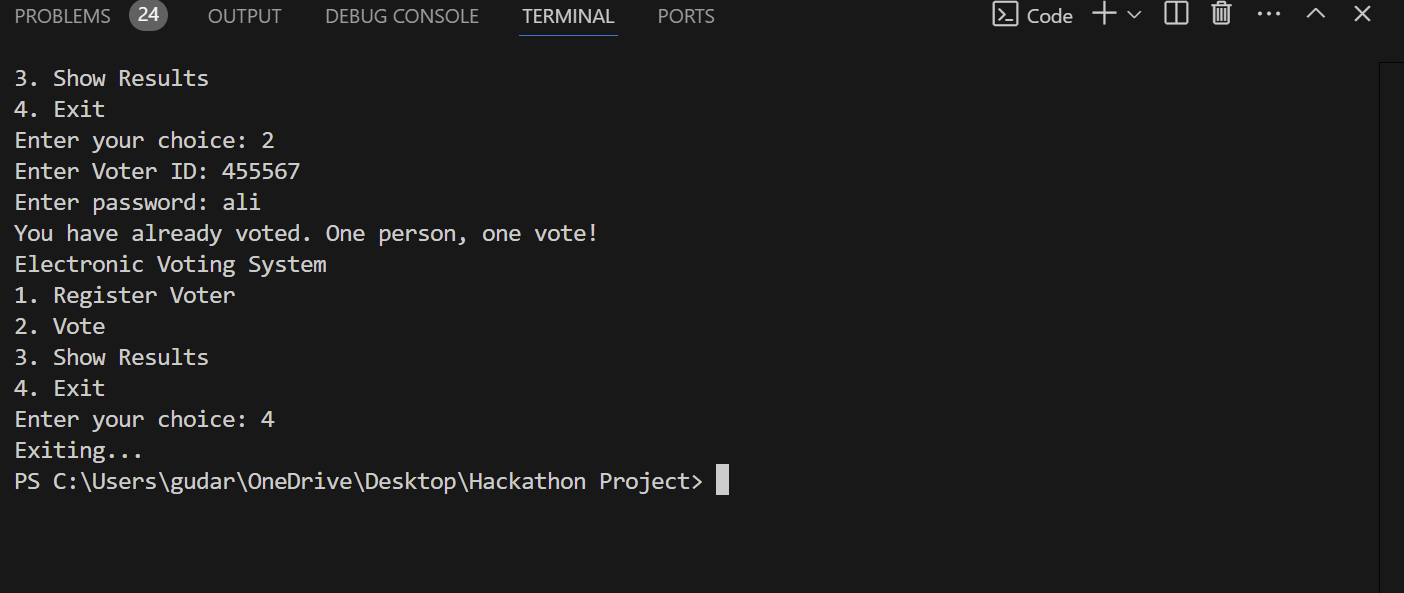 PROBLEMS 24 OUTPUT DEBUG CONSOLE TERMINAL PORTS Code
3. Show Results
4. Exit
Enter your choice: 2
Enter Voter ID: 455567
Enter password: ali
You have already voted. One person, one vote!
Electronic Voting System
1. Register Voter
2. Vote
3. Show Results
4. Exit
Enter your choice: 4
Exiting...
PS C:\Users\gudar\OneDrive\Desktop\Hackathon Project>